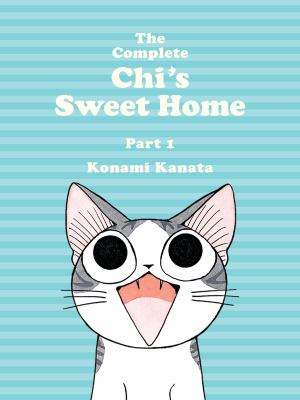 The
Complete
Chi's
Sweet Home
Part 1
Konami Kanata